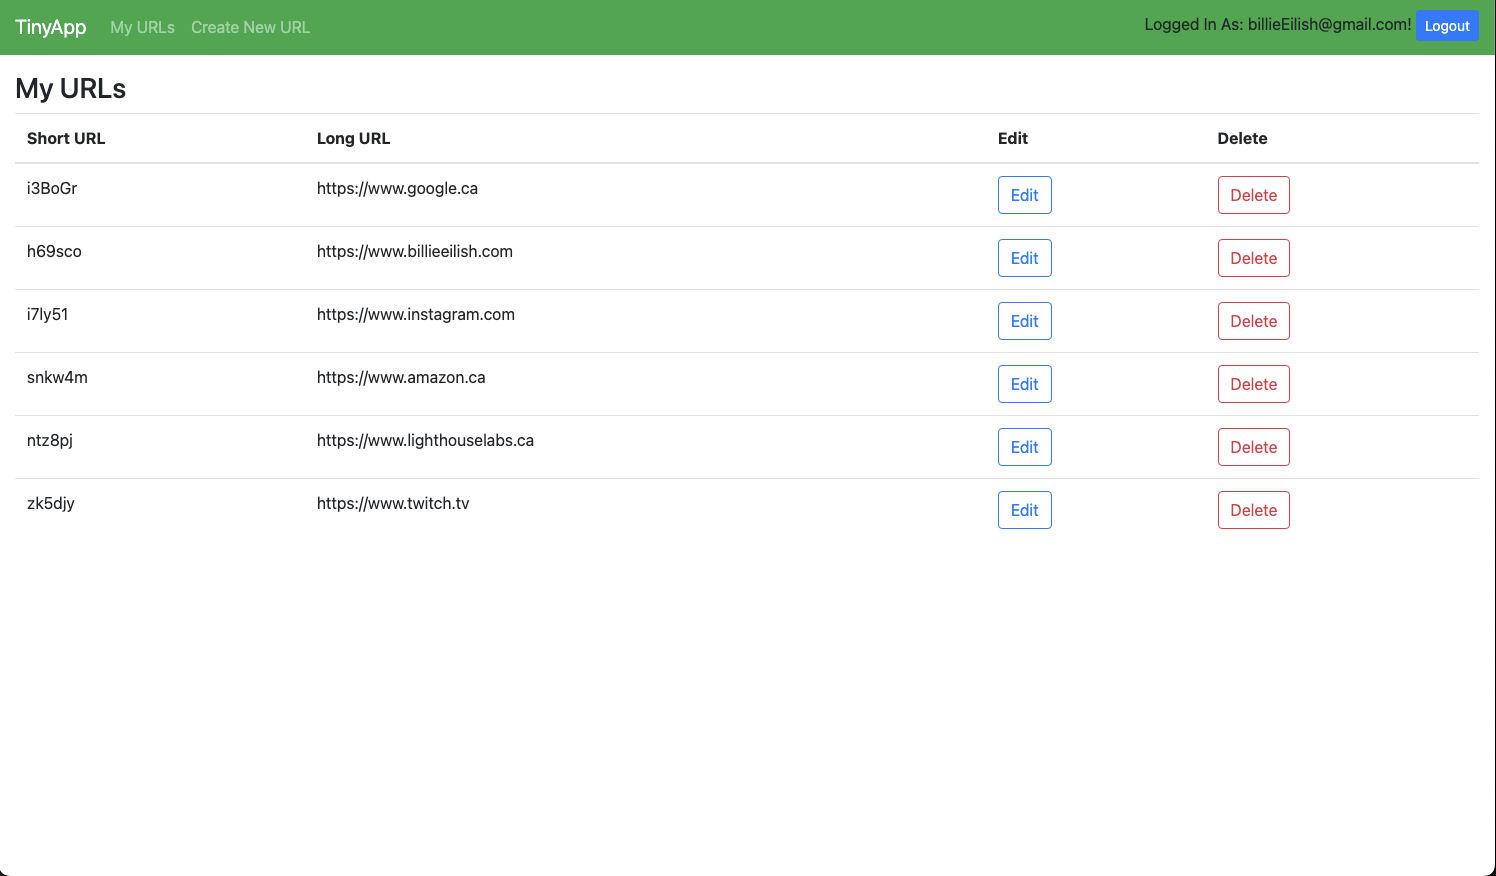 TinyApp My URLs Create New URL Logged In As: billieEilish@gmail.com! Logout
My URLs
Short URL Long URL Edit Delete
i3BoGr https://www.google.ca Edit Delete
h69sco https://www.billieeilish.com Edit Delete
i7ly51 https://www.instagram.com Edit Delete
snkw4m https://www.amazon.ca Edit Delete
ntz8pj https://www.lighthouselabs.ca Edit Delete
zk5djy https://www.twitch.tv Edit Delete